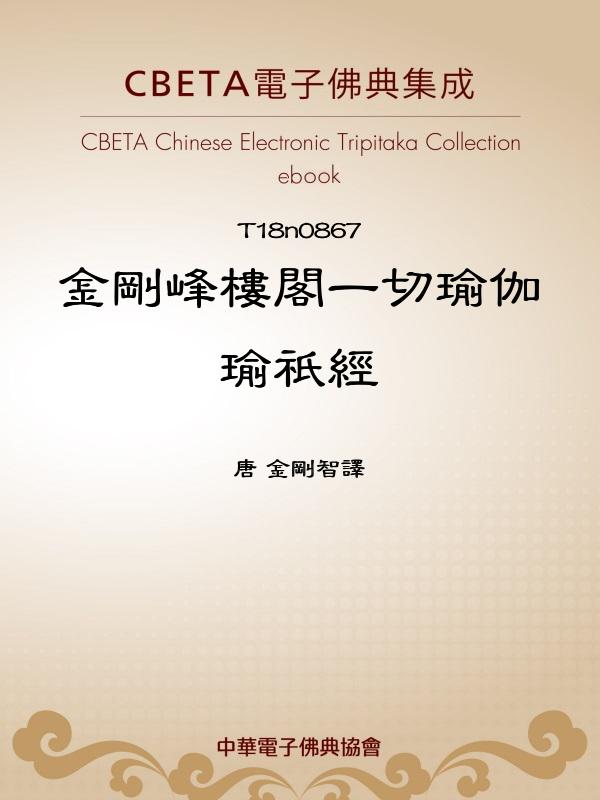 CBETA電子佛典集成
CBETA Chinese Electronic Tripitaka Collection
ebook
T18n0867
金剛峰樓閣一切瑜伽
瑜祇經
唐 金剛智譯
中華電子佛典協會